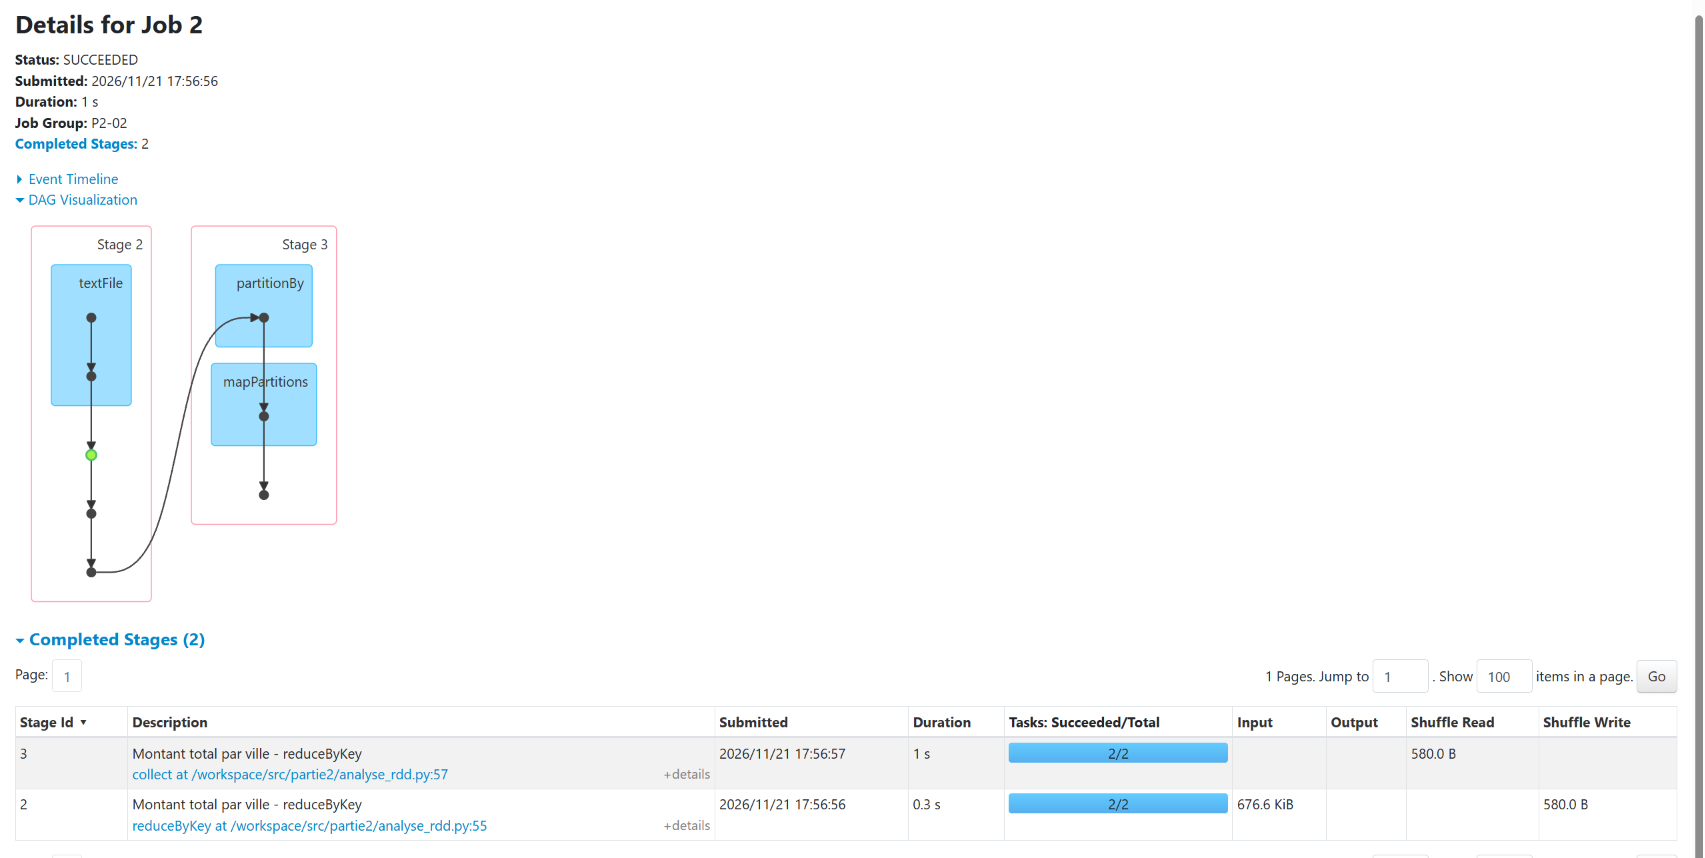 Details for Job 2
Status: SUCCEEDED
Submitted: 2026/11/21 17:56:56
Duration: 1 s
Job Group: P2-02
Completed Stages: 2
Event Timeline
DAG Visualization
Stage 2
Stage 3
textFile
partitionBy
mapPartitions
Completed Stages (2)
Page: 1
1 Pages. Jump to 1 . Show 100 items in a page. Go
Stage Id ▾ Description Submitted Duration Tasks: Succeeded/Total Input Output Shuffle Read Shuffle Write
3 Montant total par ville - reduceByKey 2026/11/21 17:56:57 1 s 2/2 580.0 B
collect at /workspace/src/partie2/analyse_rdd.py:57 +details
2 Montant total par ville - reduceByKey 2026/11/21 17:56:56 0.3 s 2/2 676.6 KiB 580.0 B
reduceByKey at /workspace/src/partie2/analyse_rdd.py:55 +details